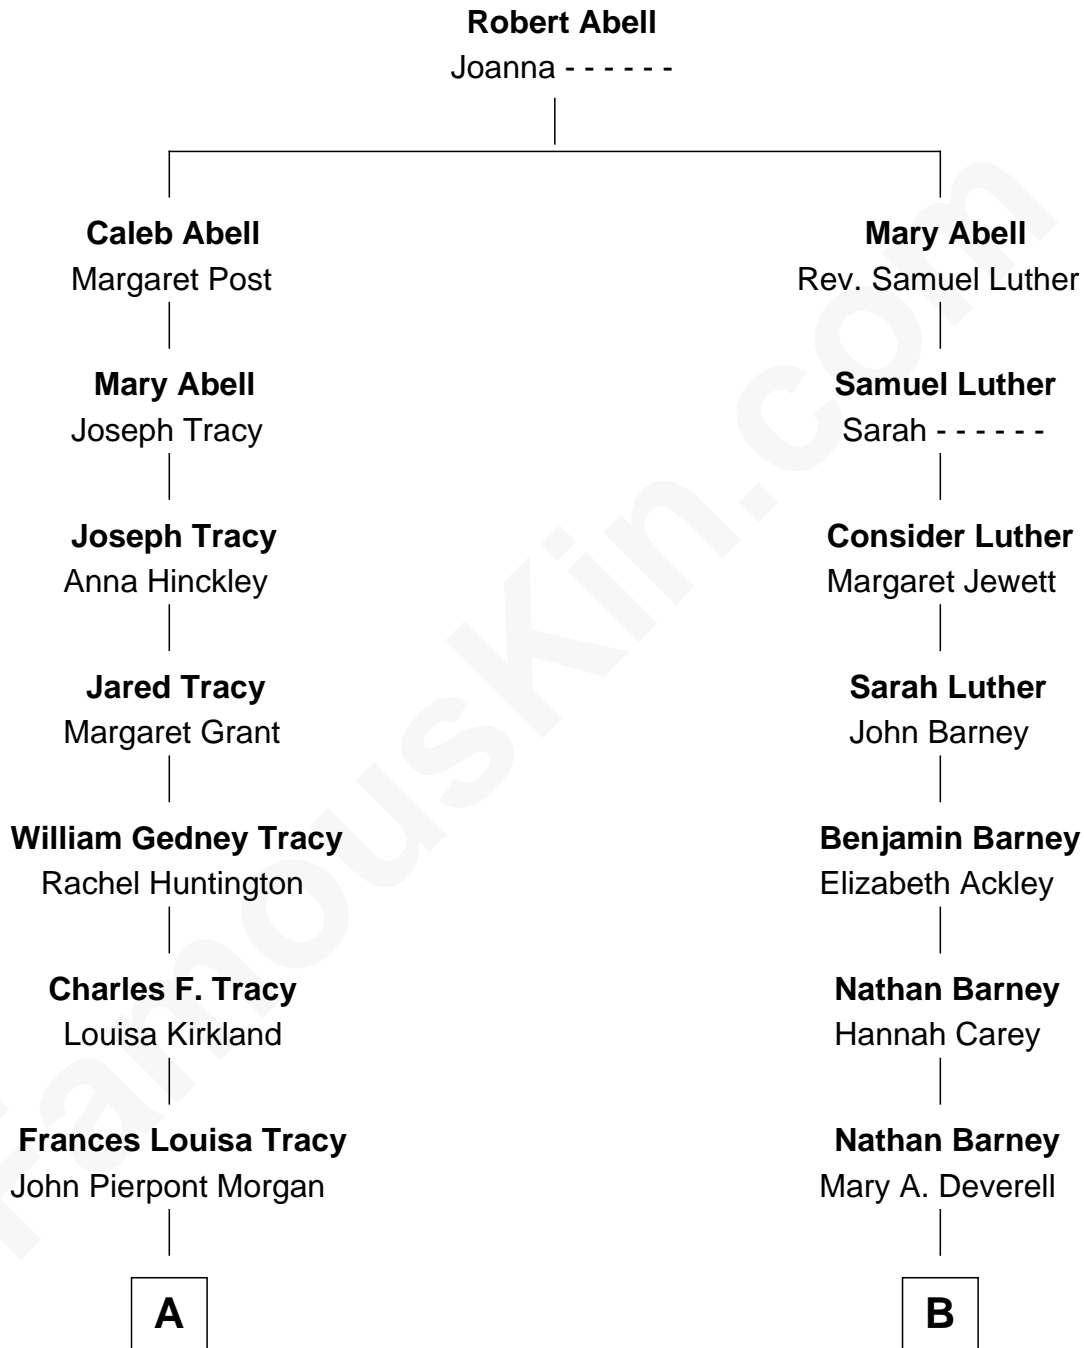 Robert Abell
Joanna - - - - - -
Caleb Abell
Margaret Post
Mary Abell
Rev. Samuel Luther
Mary Abell
Joseph Tracy
Samuel Luther
Sarah - - - - - -
Joseph Tracy
Anna Hinckley
Consider Luther
Margaret Jewett
Jared Tracy
Margaret Grant
Sarah Luther
John Barney
William Gedney Tracy
Rachel Huntington
Benjamin Barney
Elizabeth Ackley
Charles F. Tracy
Louisa Kirkland
Nathan Barney
Hannah Carey
Frances Louisa Tracy
John Pierpont Morgan
Nathan Barney
Mary A. Deverell
A
B
FamousKin.com